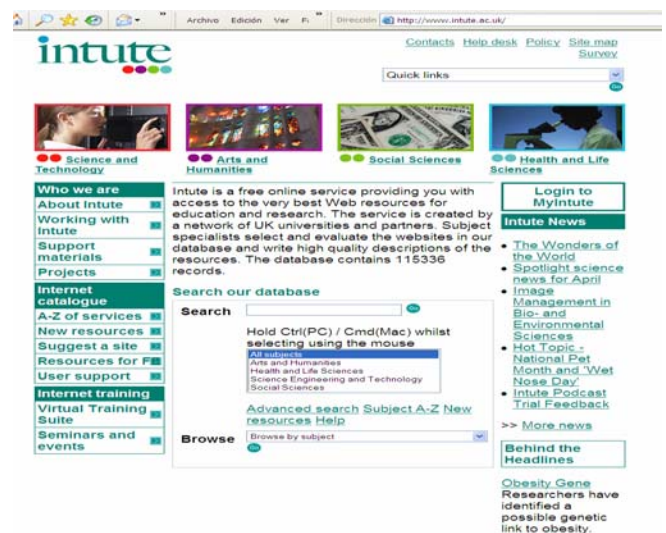 Archivo Edición Ver
Dirección http://www.intute.ac.uk/
intute
Contacts Help desk Policy Site map
Survey
Quick links
Go
Science and
Technology
Arts and
Humanities
Social Sciences
Health and Life
Sciences
Who we are
About Intute
Working with
Intute
Support
materials
Projects
Internet
catalogue
A-Z of services
New resources
Suggest a site
Resources for
User support
Internet training
Virtual Training
Suite
Seminars and
events
Intute is a free online service providing you with
access to the very best Web resources for
education and research. The service is created by
a network of UK universities and partners. Subject
specialists select and evaluate the websites in our
database and write high quality descriptions of the
resources. The database contains 115336
records.
Search our database
Search
Go
Hold Ctrl(PC) / Cmd(Mac) whilst
selecting using the mouse
All subjects
Arts and Humanities
Health and Life Sciences
Science Engineering and Technology
Social Sciences
Advanced search Subject A-Z New
resources Help
Browse Browse by subject
Go
Login to
MyIntute
Intute News
The Wonders of
the World
Spotlight science
news for April
Image
Management in
Bio- and
Environmental
Sciences
Hot Topic -
National Pet
Month and 'Wet
Nose Day'
Intute Podcast
Trial Feedback
>> More news
Behind the
Headlines
Obesity Gene
Researchers have
identified a
possible genetic
link to obesity.